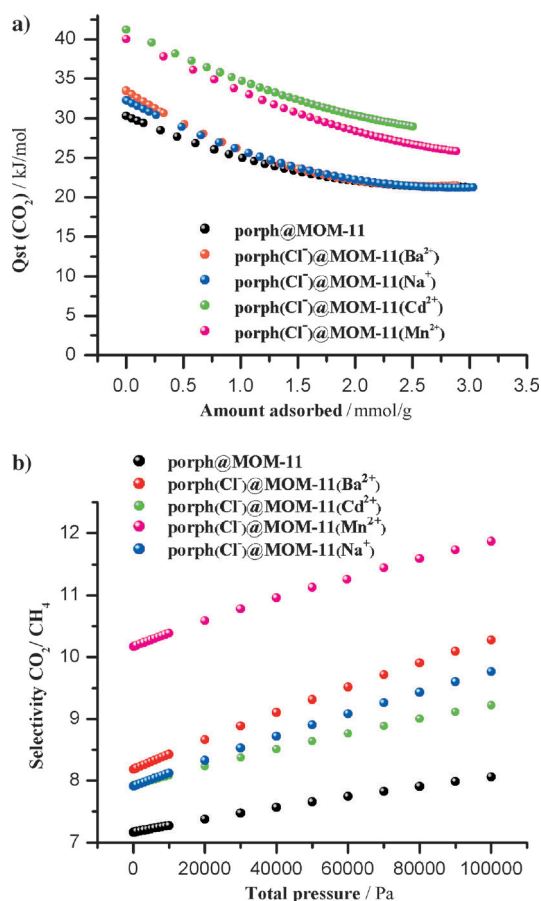 a)
Qst (CO₂) / kJ/mol
40
35
30
25
20
15
10
5
0
porph@MOM-11
porph(Cl⁻)@MOM-11(Ba²⁺)
porph(Cl⁻)@MOM-11(Na⁺)
porph(Cl⁻)@MOM-11(Cd²⁺)
porph(Cl⁻)@MOM-11(Mn²⁺)
0.0 0.5 1.0 1.5 2.0 2.5 3.0 3.5
Amount adsorbed / mmol/g
b)
porph@MOM-11
porph(Cl⁻)@MOM-11(Ba²⁺)
porph(Cl⁻)@MOM-11(Cd²⁺)
porph(Cl⁻)@MOM-11(Mn²⁺)
porph(Cl⁻)@MOM-11(Na⁺)
Selectivity CO₂/ CH₄
12
11
10
9
8
7
0 20000 40000 60000 80000 100000
Total pressure / Pa